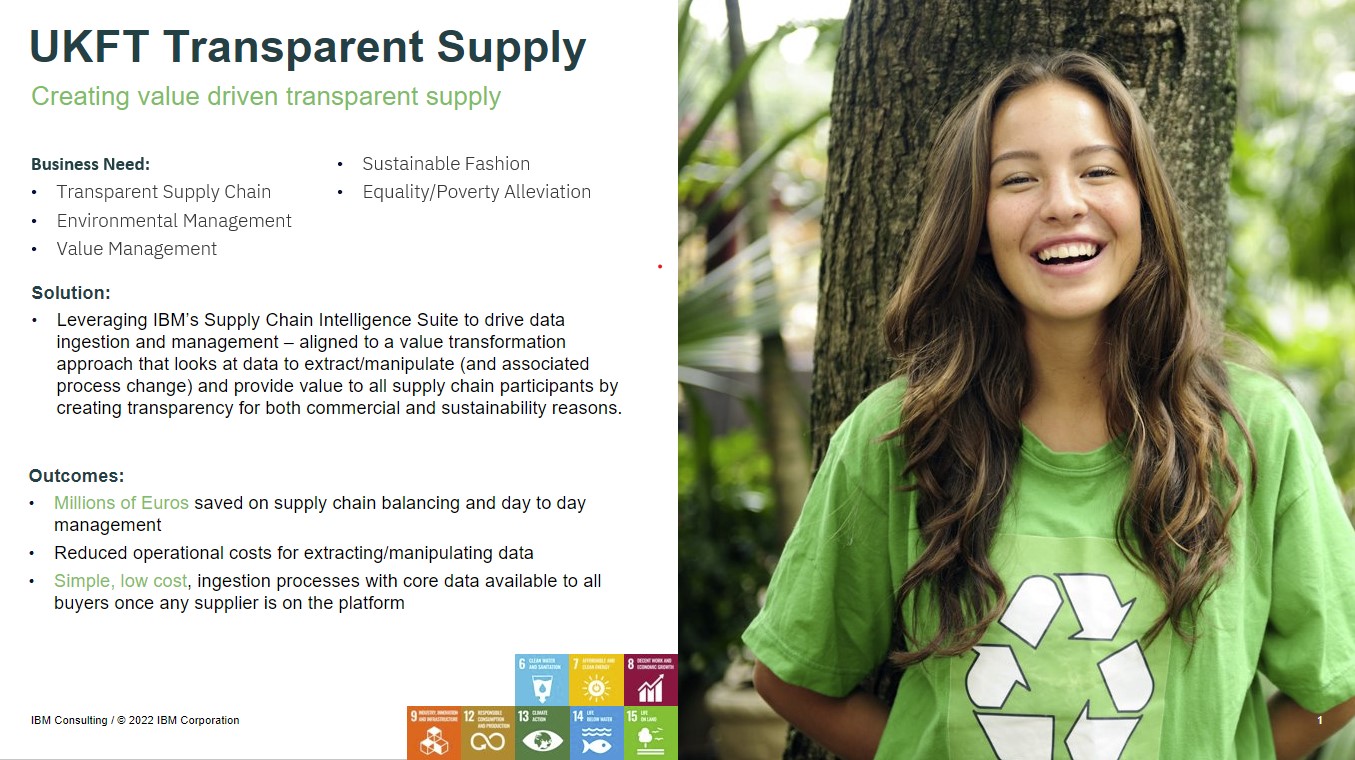 UKFT Transparent Supply
Creating value driven transparent supply
Business Need:
• Transparent Supply Chain
• Environmental Management
• Value Management
• Sustainable Fashion
• Equality/Poverty Alleviation
Solution:
• Leveraging IBM’s Supply Chain Intelligence Suite to drive data
ingestion and management – aligned to a value transformation
approach that looks at data to extract/manipulate (and associated
process change) and provide value to all supply chain participants by
creating transparency for both commercial and sustainability reasons.
Outcomes:
• Millions of Euros saved on supply chain balancing and day to day
management
• Reduced operational costs for extracting/manipulating data
• Simple, low cost, ingestion processes with core data available to all
buyers once any supplier is on the platform
6 CLEAN WATER
AND SANITATION
7 AFFORDABLE AND
CLEAN ENERGY
8 DECENT WORK AND
ECONOMIC GROWTH
9 INDUSTRY, INNOVATION
AND INFRASTRUCTURE
12 RESPONSIBLE
CONSUMPTION
AND PRODUCTION
13 CLIMATE
ACTION
14 LIFE
BELOW WATER
15 LIFE
ON LAND
IBM Consulting / © 2022 IBM Corporation
1